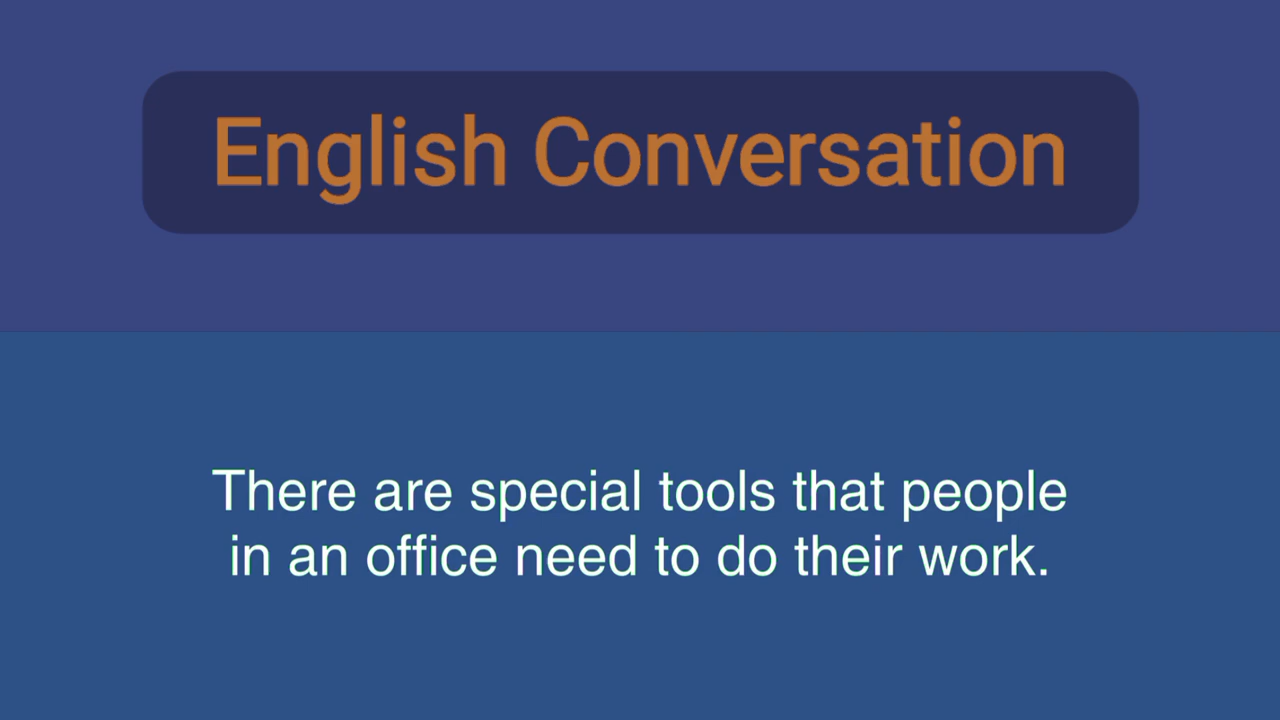 English Conversation
There are special tools that people
in an office need to do their work.